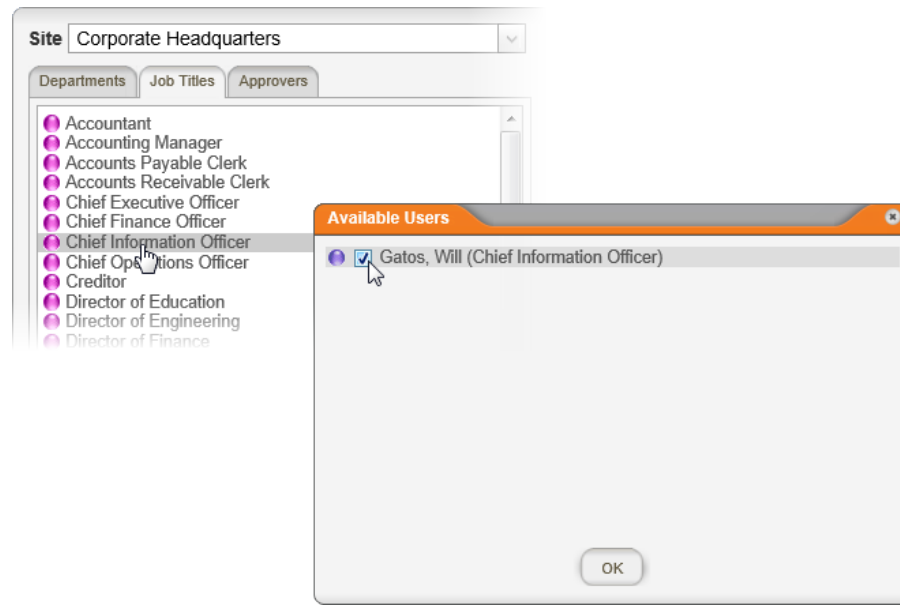 Site Corporate Headquarters
Departments Job Titles Approvers
Accountant
Accounting Manager
Accounts Payable Clerk
Accounts Receivable Clerk
Chief Executive Officer
Chief Finance Officer
Chief Information Officer
Chief Operations Officer
Creditor
Director of Education
Director of Engineering
Director of Finance
Available Users
Gatos, Will (Chief Information Officer)
OK